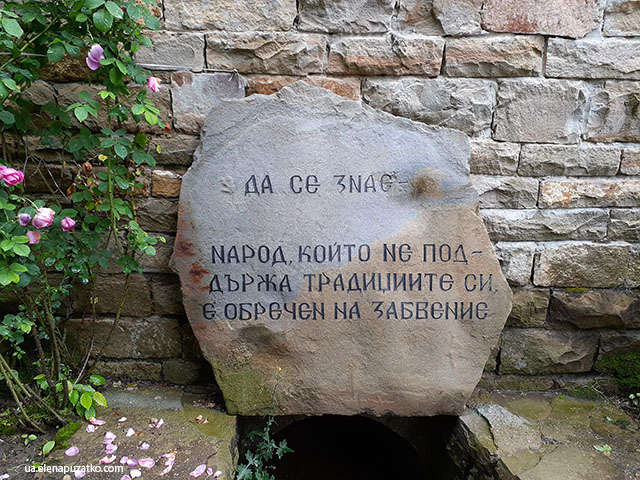 ДА СЕ ЗНАЕ-
НАРОД, КОЙТО НЕ ПОД-
ДЪРЖА ТРАДИЦИИТЕ СИ,
Е ОБРЕЧЕН НА ЗАБВЕНИЕ
ua.elenapuzatko.com